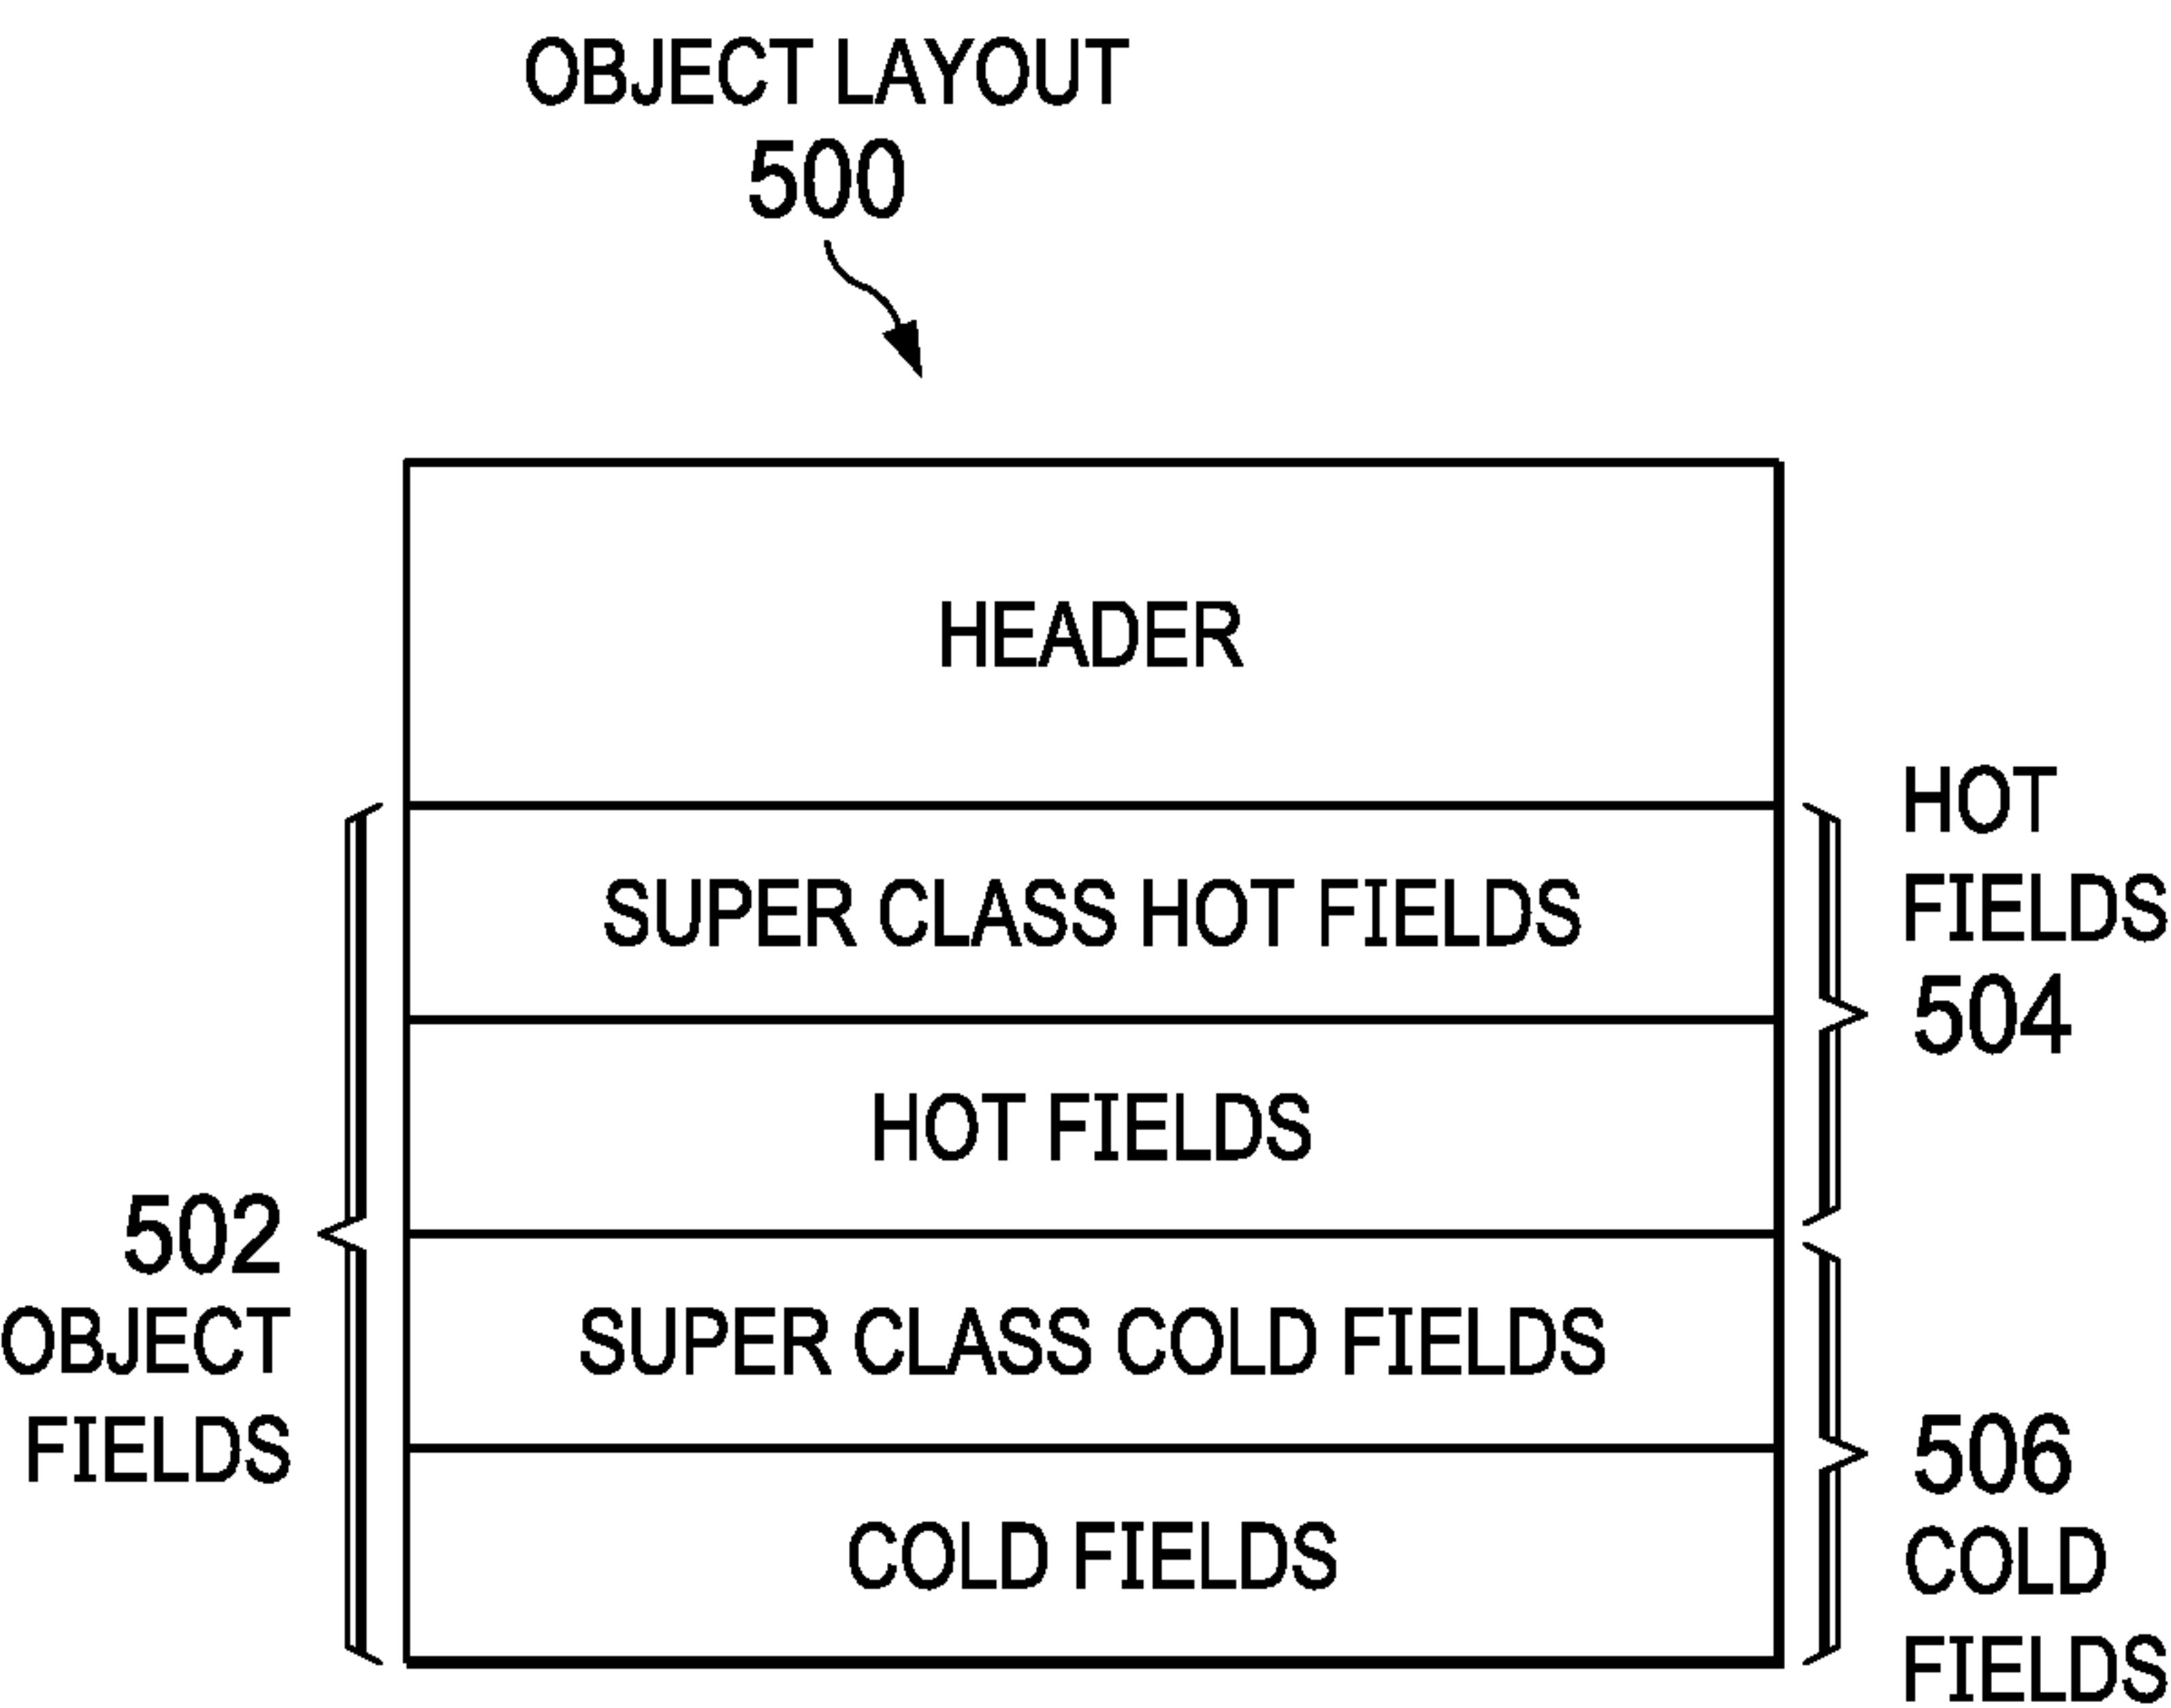 OBJECT LAYOUT
500
HEADER
HOT
FIELDS
504
SUPER CLASS HOT FIELDS
HOT FIELDS
502
OBJECT
FIELDS
SUPER CLASS COLD FIELDS
COLD FIELDS
506
COLD
FIELDS